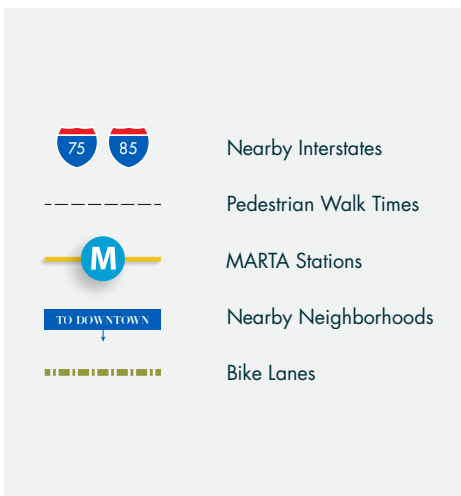 75 85 Nearby Interstates
Pedestrian Walk Times
M MARTA Stations
TO DOWNTOWN Nearby Neighborhoods
Bike Lanes